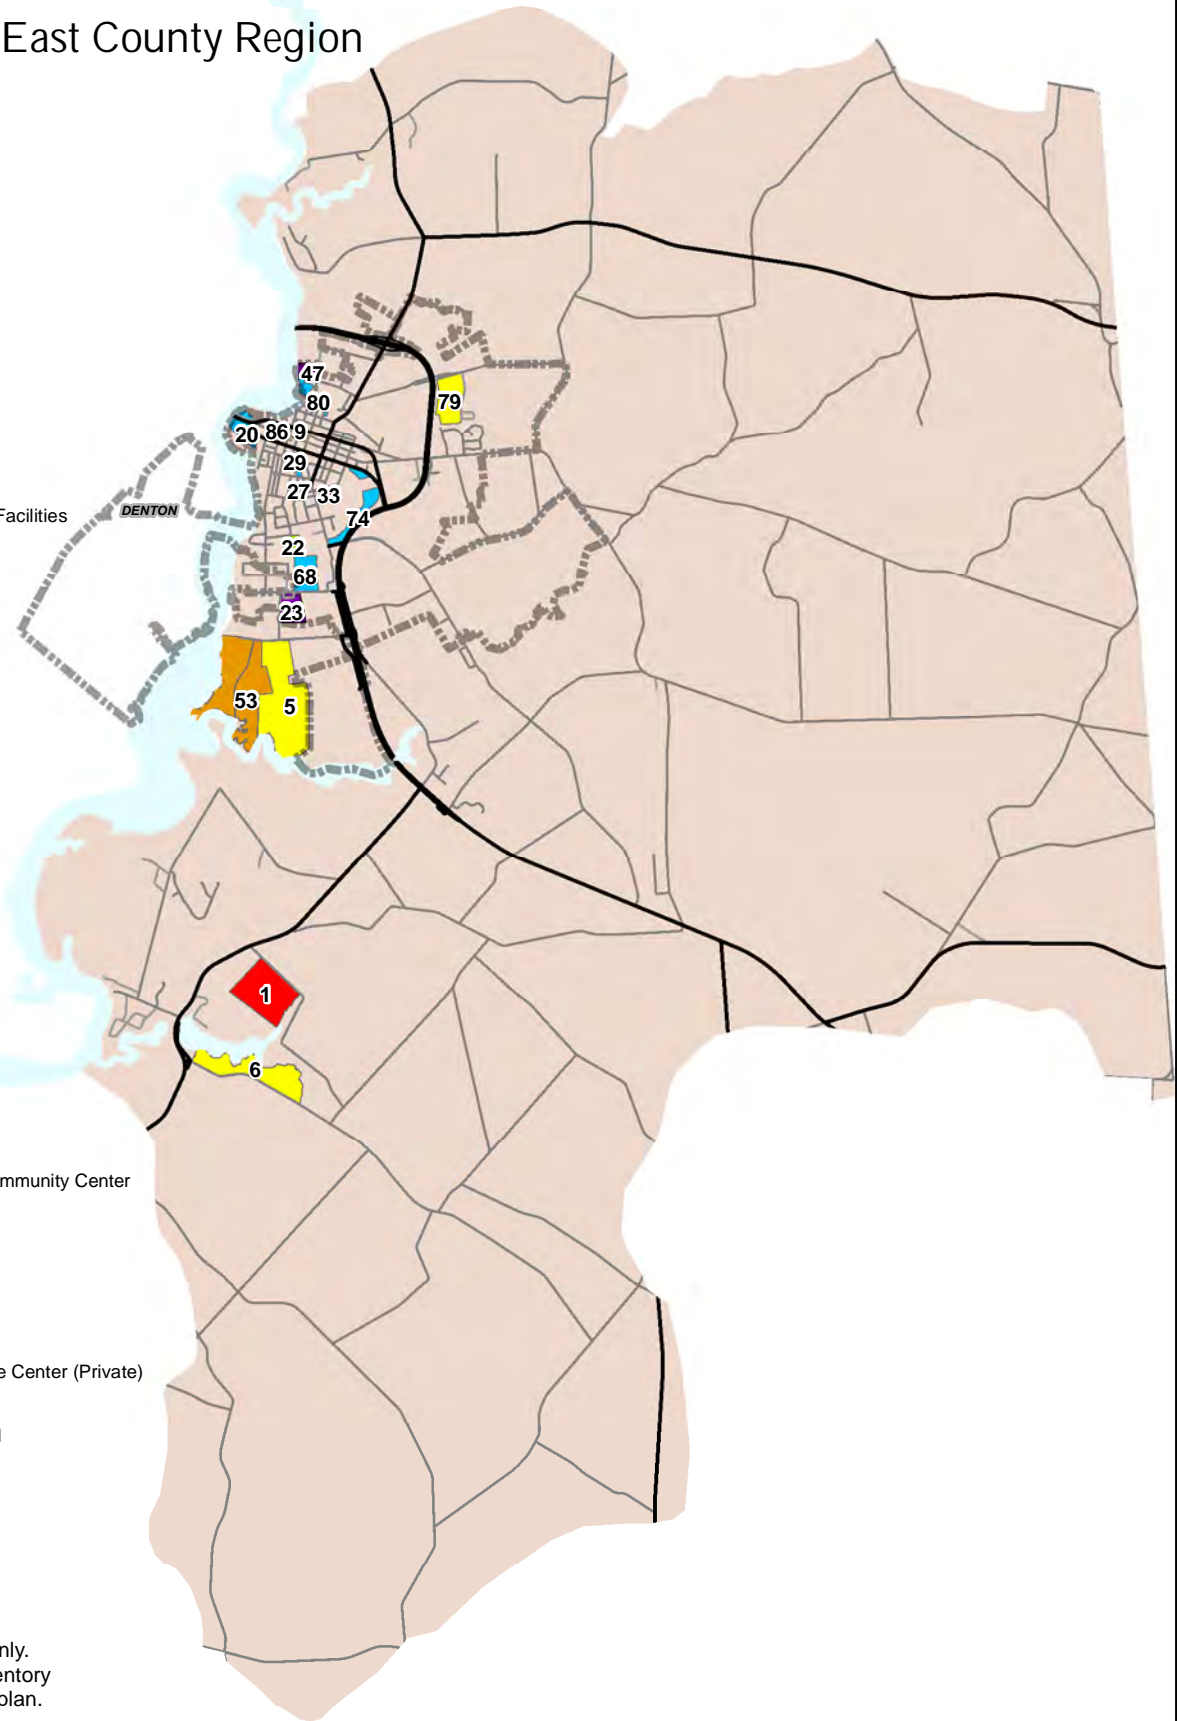 East County Region
47
80
79
20
86
9
29
27
33
Facilities
DENTON
74
22
68
23
53
5
1
6
mmunity Center
e Center (Private)
nly.
entory
plan.